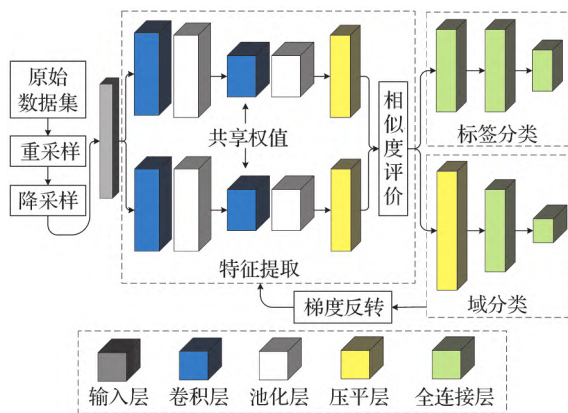 原始
数据集
重采样
降采样
共享权值
特征提取
相似度评价
标签分类
域分类
梯度反转
输入层
卷积层
池化层
压平层
全连接层